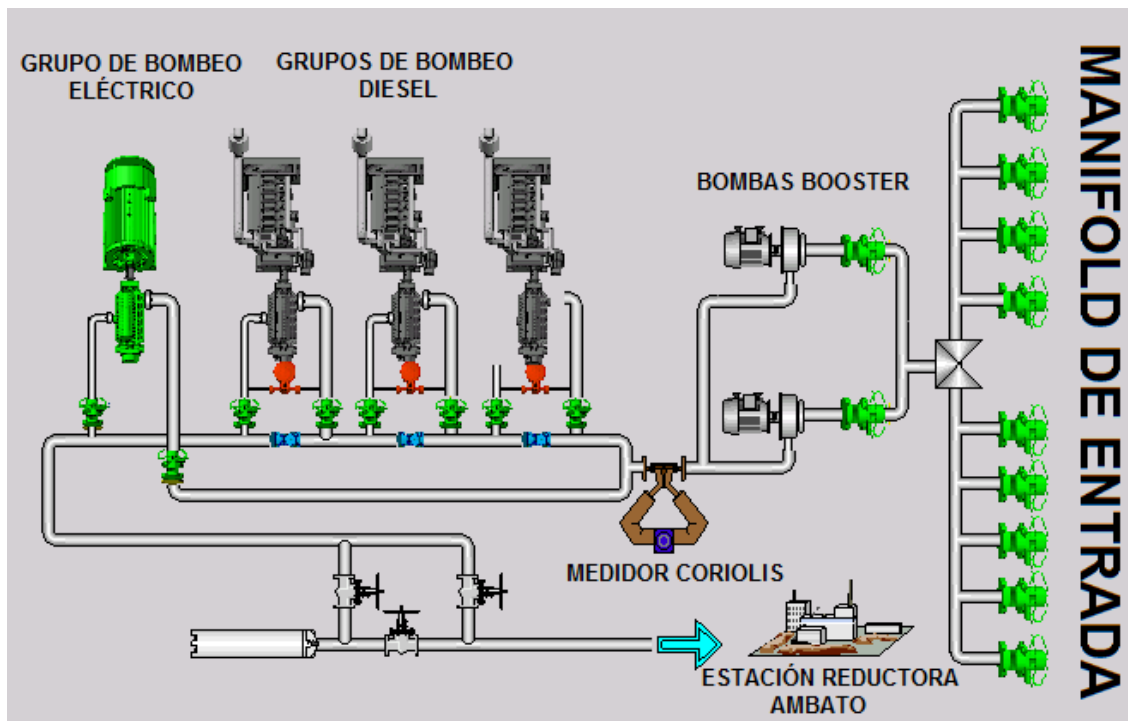 GRUPO DE BOMBEO
ELÉCTRICO
GRUPOS DE BOMBEO
DIESEL
BOMBAS BOOSTER
MANIFOLD DE ENTRADA
MEDIDOR CORIOLIS
ESTACIÓN REDUCTORA
AMBATO